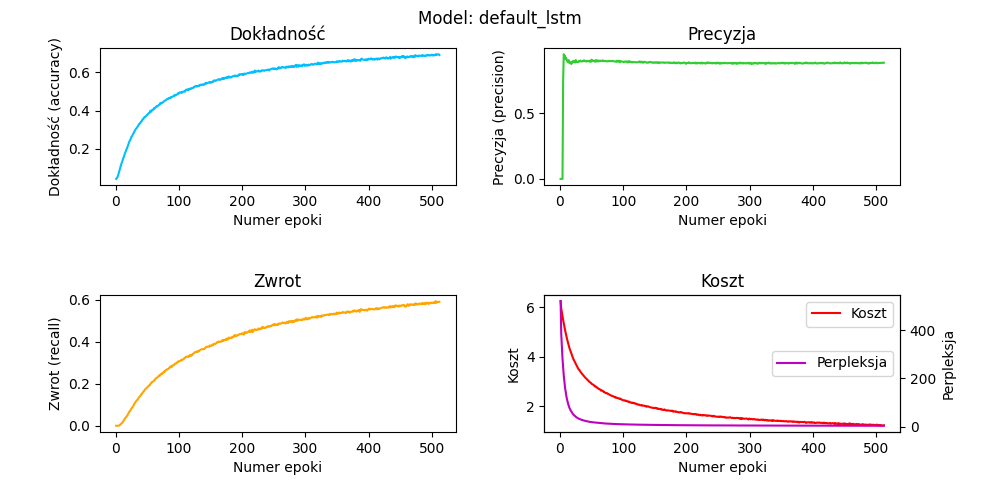 Model: default_lstm
Dokładność
Dokładność (accuracy)
0.6
0.4
0.2
0 100 200 300 400 500
Numer epoki
Precyzja
Precyzja (precision)
0.5
0.0
0 100 200 300 400 500
Numer epoki
Zwrot
Zwrot (recall)
0.6
0.4
0.2
0.0
0 100 200 300 400 500
Numer epoki
Koszt
Koszt
6
4
2
Koszt
Perpleksja
400
200
0
Perpleksja
0 100 200 300 400 500
Numer epoki